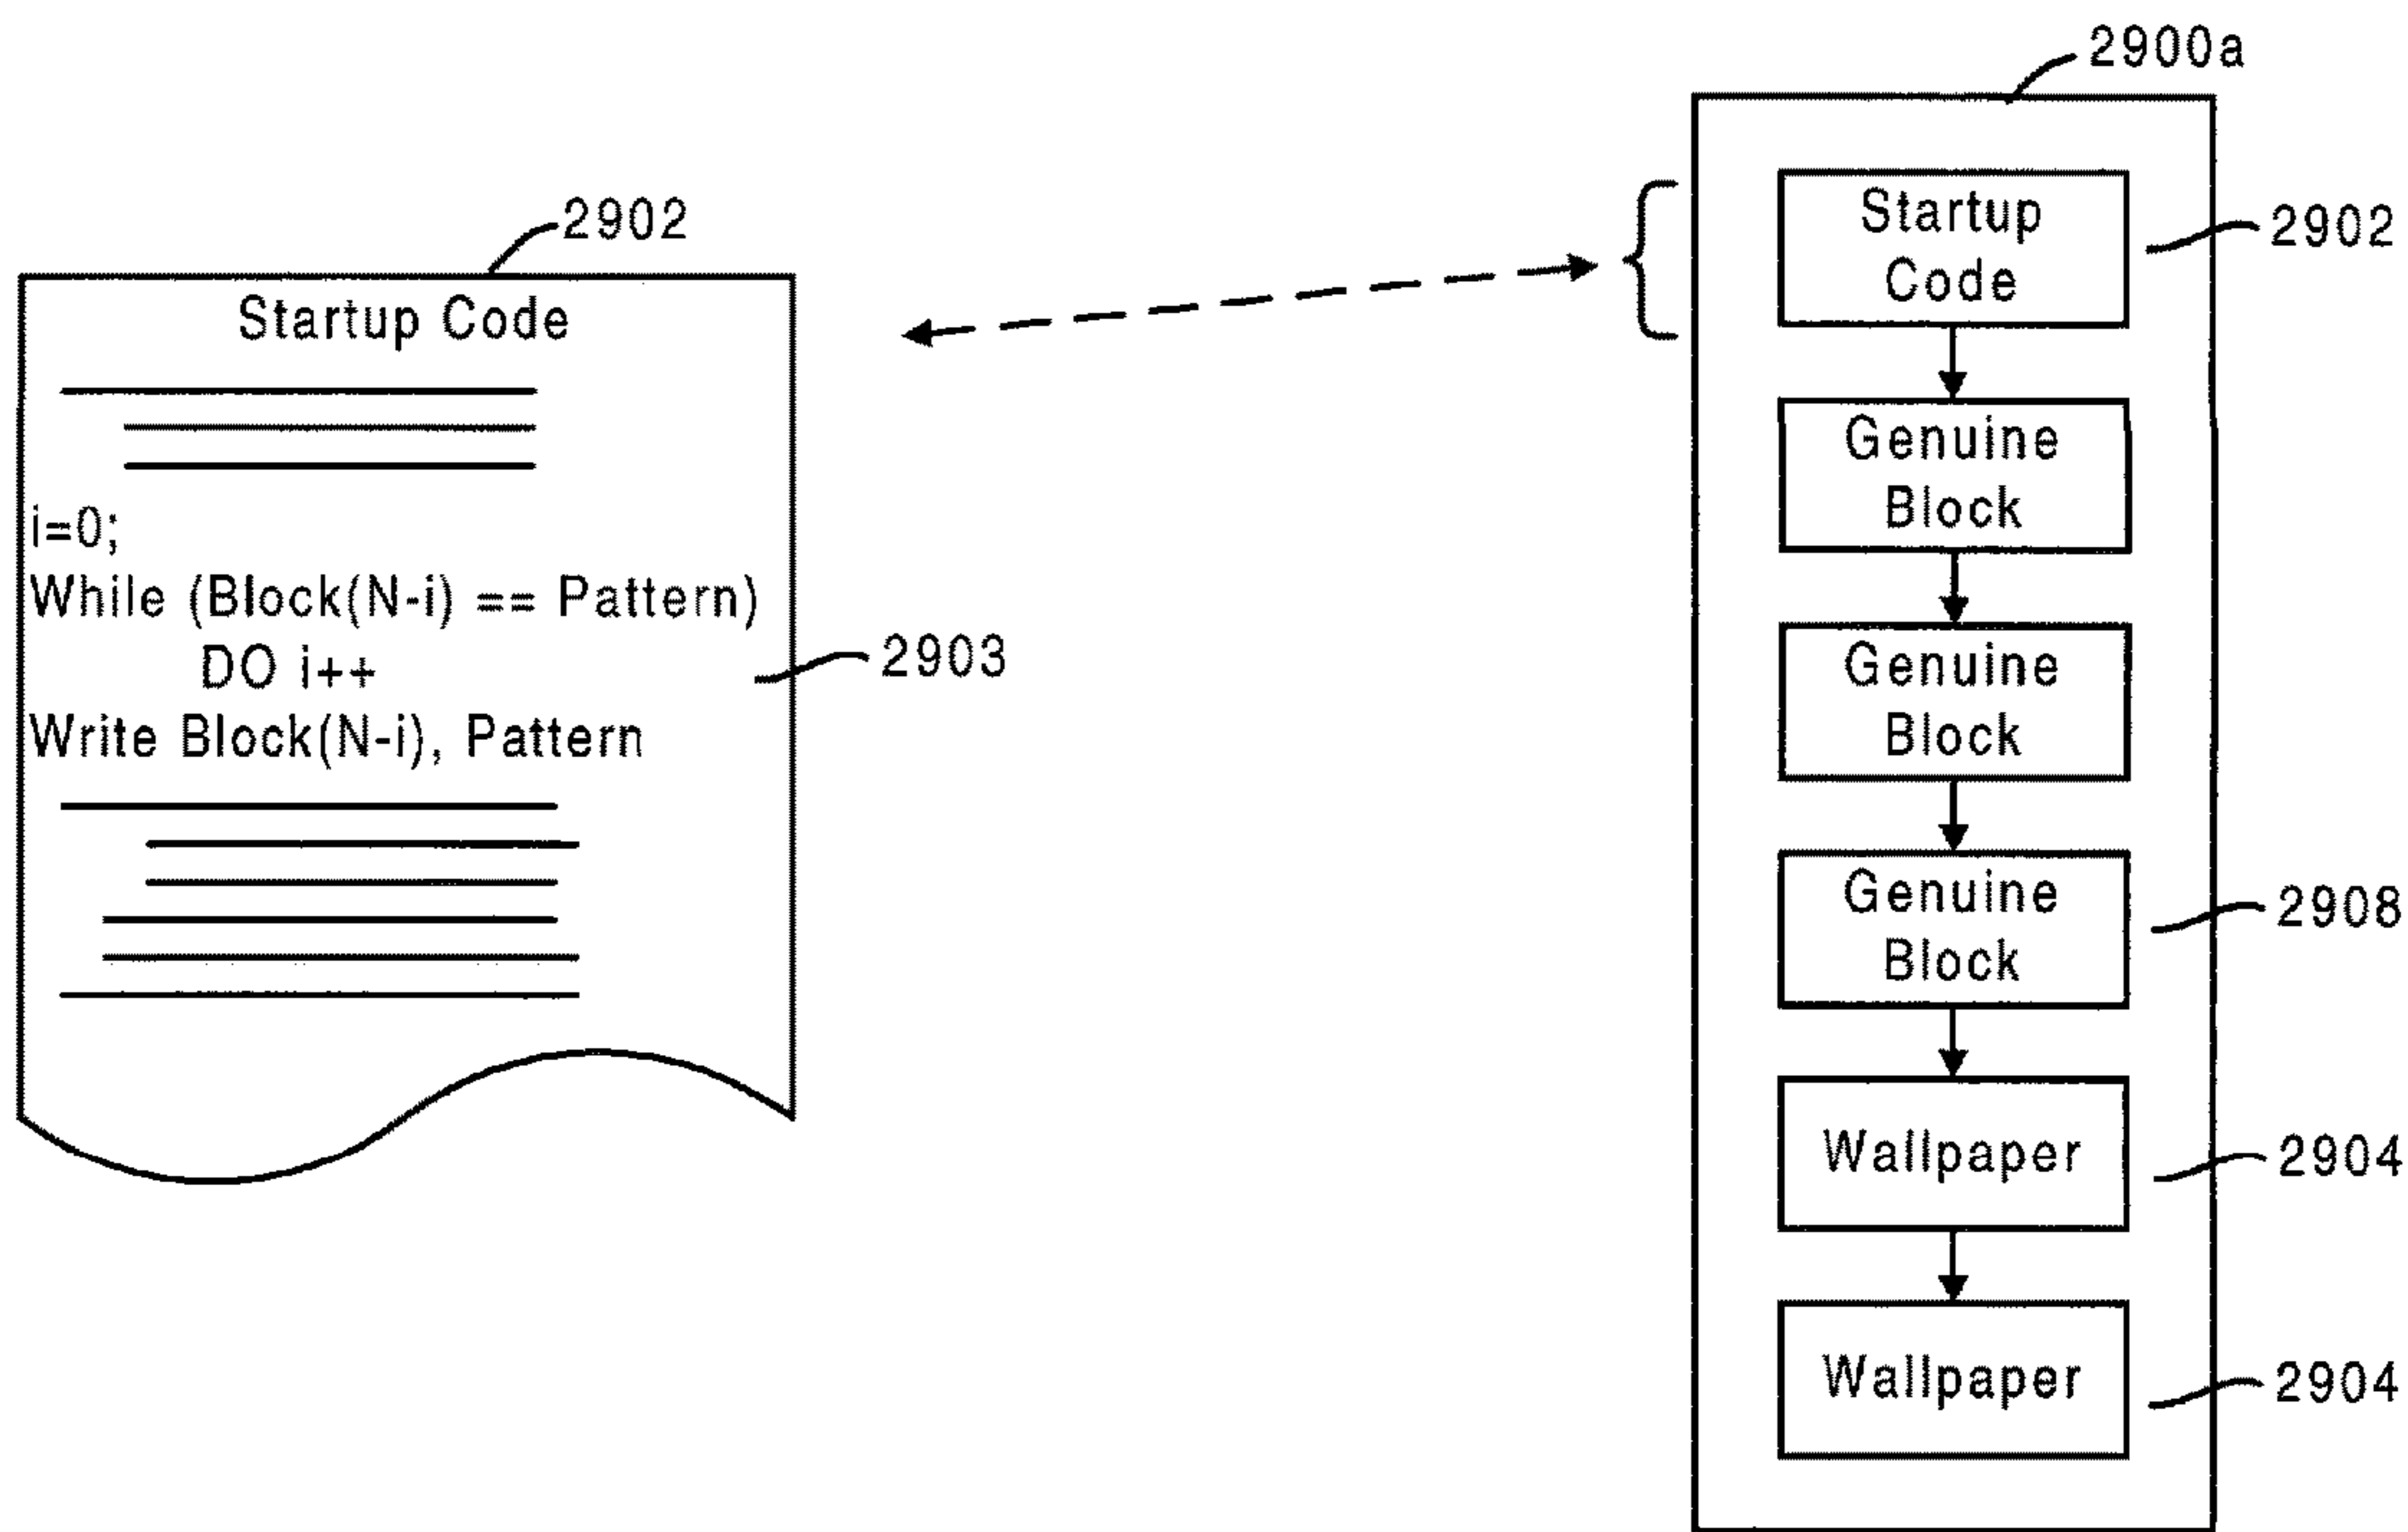 2900a
2902
Startup Code
i=0;
While (Block(N-i) == Pattern)
DO i++
Write Block(N-i), Pattern
2903
Startup
Code
2902
Genuine
Block
Genuine
Block
Genuine
Block
2908
Wallpaper
2904
Wallpaper
2904